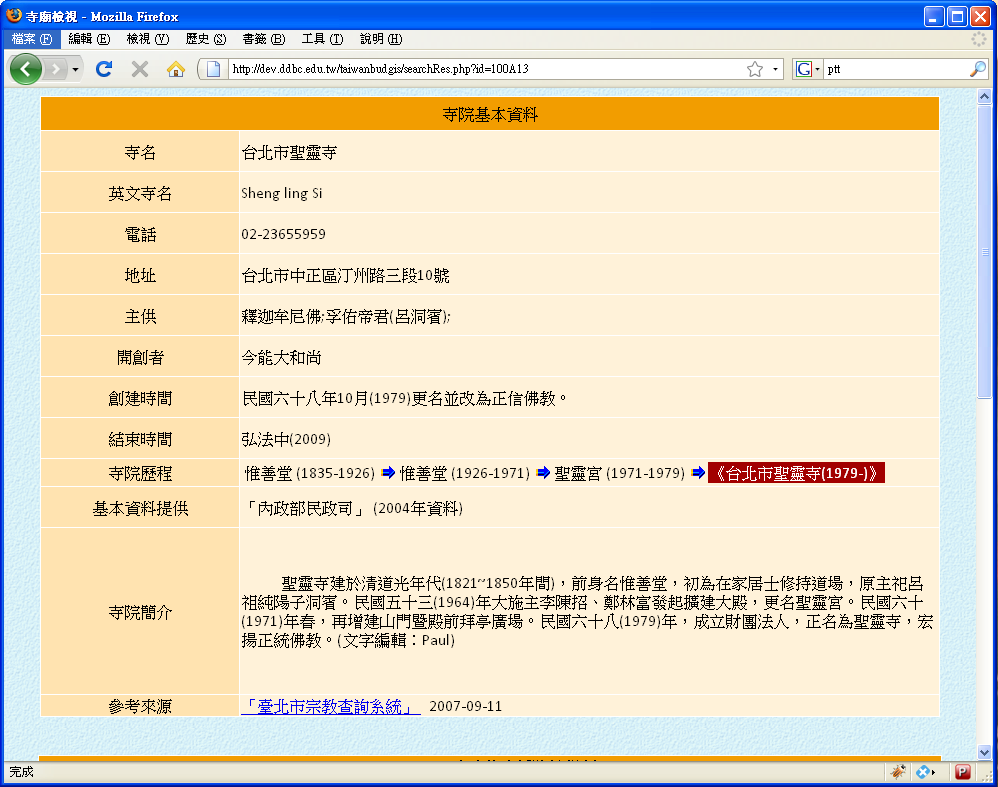 寺廟檢視 - Mozilla Firefox
檔案 (F) 編輯 (E) 檢視 (V) 歷史 (S) 書籤 (B) 工具 (T) 說明 (H)
http://dev.ddbc.edu.tw/taiwanbudgis/searchRes.php?id=100A13 G ptt
寺院基本資料
寺名 台北市聖靈寺
英文寺名 Sheng ling Si
電話 02-23655959
地址 台北市中正區汀州路三段10號
主供 釋迦牟尼佛;孚佑帝君(呂洞賓);
開創者 今能大和尚
創建時間 民國六十八年10月(1979)更名並改為正信佛教。
結束時間 弘法中(2009)
寺院歷程 惟善堂 (1835-1926) 惟善堂 (1926-1971) 聖靈宮 (1971-1979) 《台北市聖靈寺(1979-)》
基本資料提供 「內政部民政司」 (2004年資料)
聖靈寺建於清道光年代(1821~1850年間)，前身名惟善堂，初為在家居士修持道場，原主祀呂
祖純陽子洞賓。民國五十三(1964)年大施主李陳招、鄭林富發起擴建大殿，更名聖靈宮。民國六十
寺院簡介
(1971)年春，再增建山門暨殿前拜亭廣場。民國六十八(1979)年，成立財團法人，正名為聖靈寺，宏
揚正統佛教。(文字編輯：Paul)
參考來源 「臺北市宗教查詢系統」 2007-09-11
完成